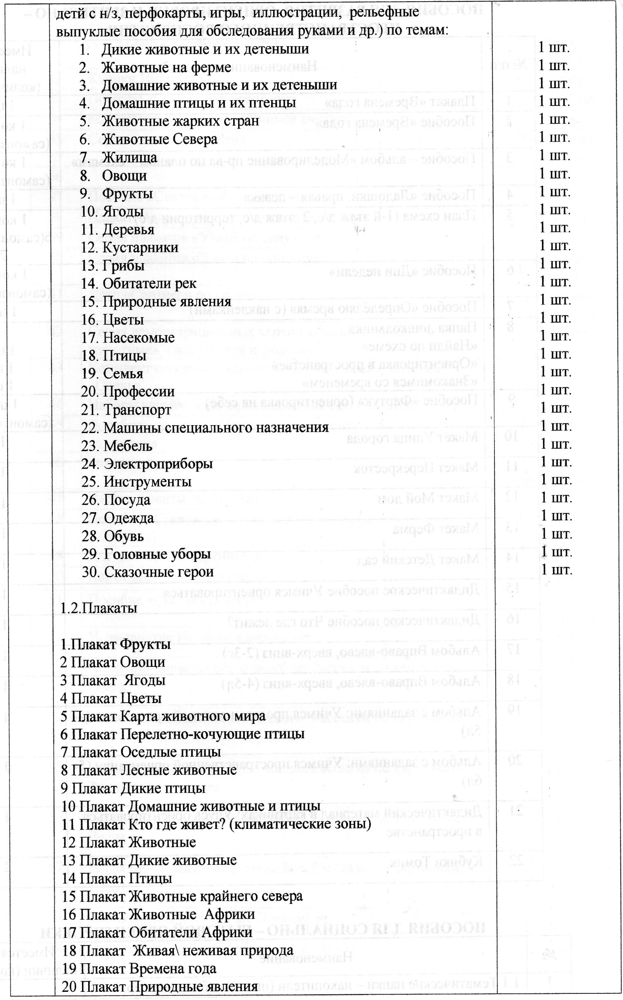 детй с н/з, перфокарты, игры, иллюстрации, рельефные
выпуклые пособия для обследования руками и др.) по темам:
1. Дикие животные и их детеныши 1 шт.
2. Животные на ферме 1 шт.
3. Домашние животные и их детеныши 1 шт.
4. Домашние птицы и их птенцы 1 шт.
5. Животные жарких стран 1 шт.
6. Животные Севера 1 шт.
7. Жилища 1 шт.
8. Овощи 1 шт.
9. Фрукты 1 шт.
10. Ягоды 1 шт.
11. Деревья 1 шт.
12. Кустарники 1 шт.
13. Грибы 1 шт.
14. Обитатели рек 1 шт.
15. Природные явления 1 шт.
16. Цветы 1 шт.
17. Насекомые 1 шт.
18. Птицы 1 шт.
19. Семья 1 шт.
20. Профессии 1 шт.
21. Транспорт 1 шт.
22. Машины специального назначения 1 шт.
23. Мебель 1 шт.
24. Электроприборы 1 шт.
25. Инструменты 1 шт.
26. Посуда 1 шт.
27. Одежда 1 шт.
28. Обувь 1 шт.
29. Головные уборы 1 шт.
30. Сказочные герои 1 шт.
1.2.Плакаты
1.Плакат Фрукты
2 Плакат Овощи
3 Плакат Ягоды
4 Плакат Цветы
5 Плакат Карта животного мира
6 Плакат Перелетно-кочующие птицы
7 Плакат Оседлые птицы
8 Плакат Лесные животные
9 Плакат Дикие птицы
10 Плакат Домашние животные и птицы
11 Плакат Кто где живет? (климатические зоны)
12 Плакат Животные
13 Плакат Дикие животные
14 Плакат Птицы
15 Плакат Животные крайнего севера
16 Плакат Животные Африки
17 Плакат Обитатели Африки
18 Плакат Живая\ неживая природа
19 Плакат Времена года
20 Плакат Природные явления